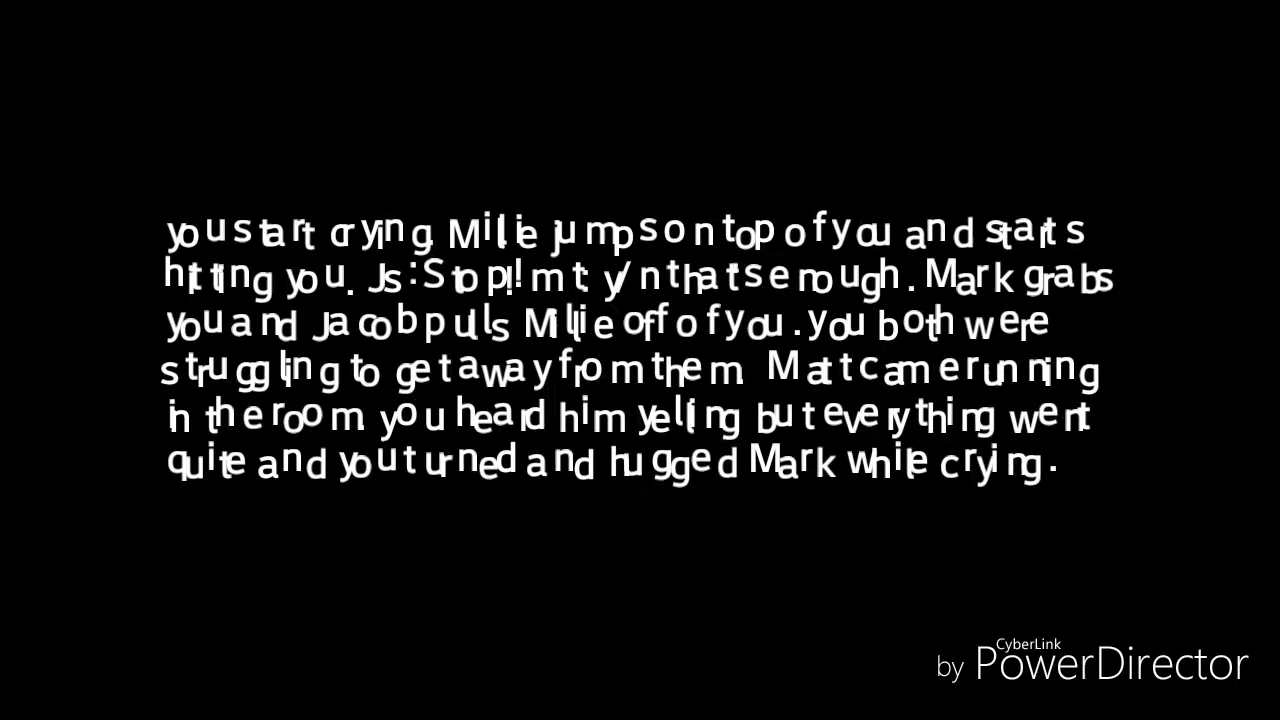 you start crying. Millie jumps on top of you and starts
hitting you. Js: Stop!! mt: y/n that's enough. Mark grabs
you and Jacob pulls Millie off of you. you both were
struggling to get away from them. Matt came running
in the room. you heard him yelling but everything went
quite and you turned and hugged Mark while crying.
CyberLink
by PowerDirector